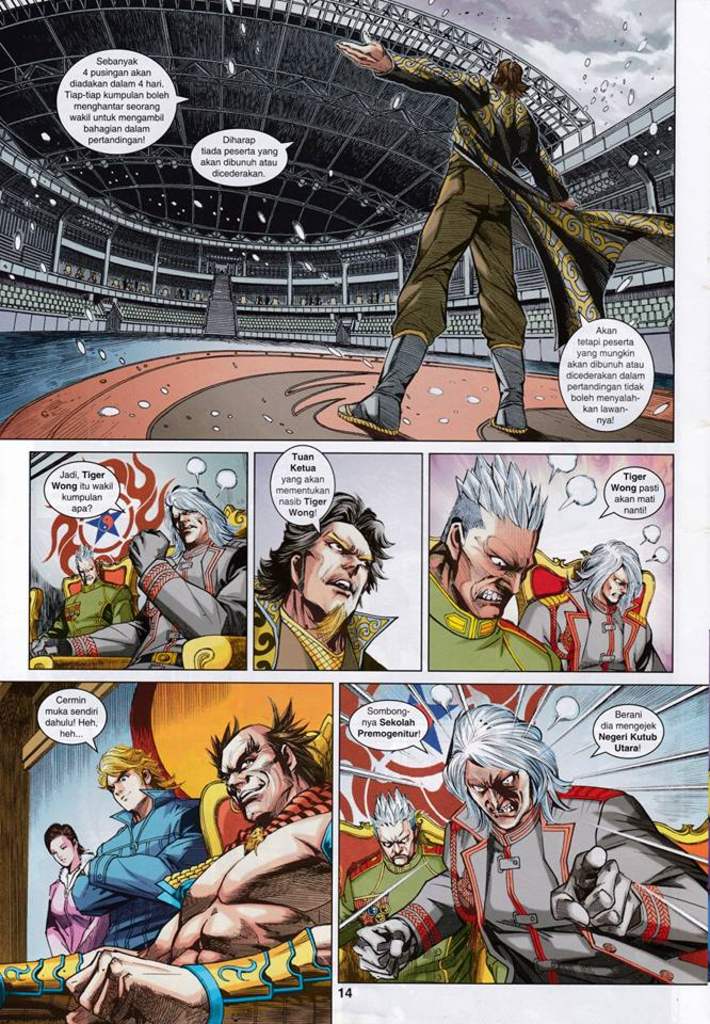 Sebanyak
4 pusingan akan
diadakan dalam 4 hari.
Tiap-tiap kumpulan boleh
menghantar seorang
wakil untuk mengambil
bahagian dalam
pertandingan!
Diharap
tiada peserta yang
akan dibunuh atau
dicederakan.
Akan
tetapi peserta
yang mungkin
akan dibunuh atau
dicederakan dalam
pertandingan tidak
boleh menyalah-
kan lawan-
nya!
Jadi, Tiger
Wong itu wakil
kumpulan
apa?
Tuan
Ketua
yang akan
mementukan
nasib Tiger
Wong!
Tiger
Wong pasti
akan mati
nanti!
Cermin
muka sendiri
dahulu! Heh,
heh...
Sombong-
nya Sekolah
Premogenitur!
Berani
dia mengejek
Negeri Kutub
Utara!
14